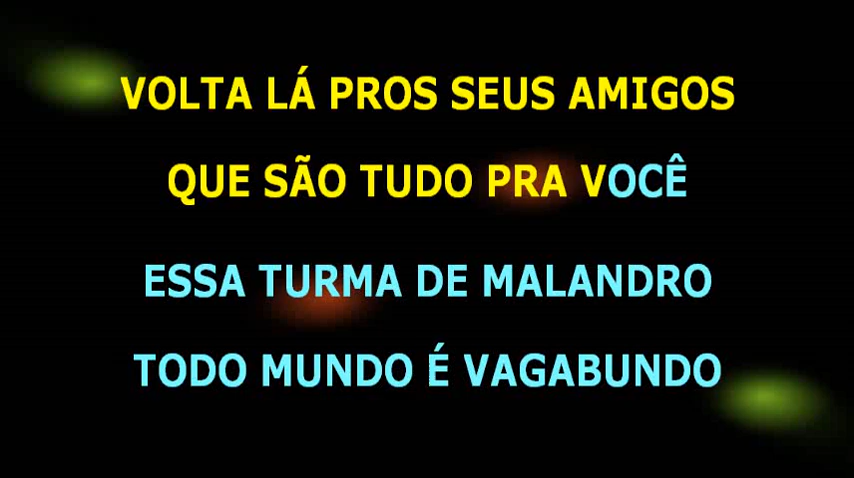 VOLTA LÁ PROS SEUS AMIGOS
QUE SÃO TUDO PRA VOCÊ
ESSA TURMA DE MALANDRO
TODO MUNDO É VAGABUNDO